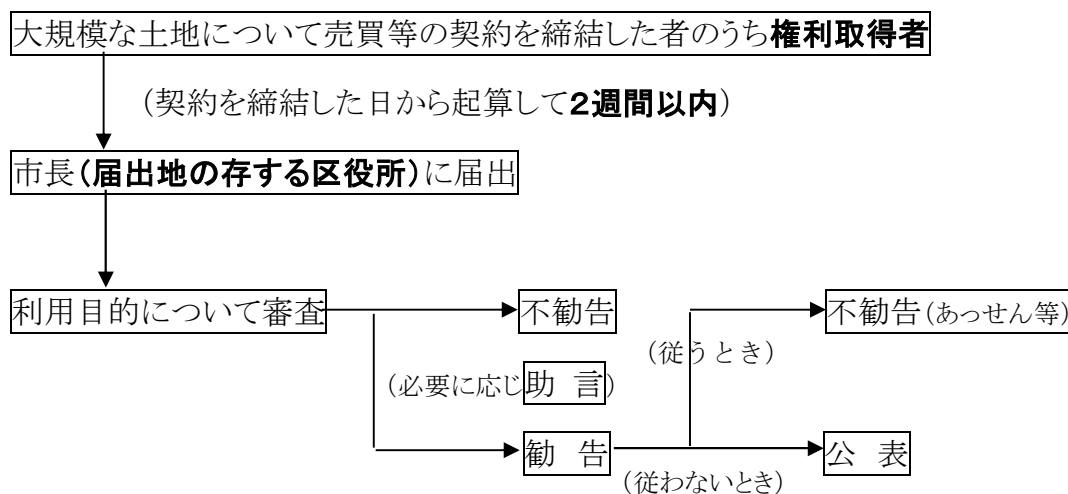 大規模な土地について売買等の契約を締結した者のうち権利取得者
（契約を締結した日から起算して２週間以内）
市長（届出地の存する区役所）に届出
利用目的について審査
不勧告
不勧告（あっせん等）
（従うとき）
（必要に応じ助　言）
勧　告
公　表
（従わないとき）